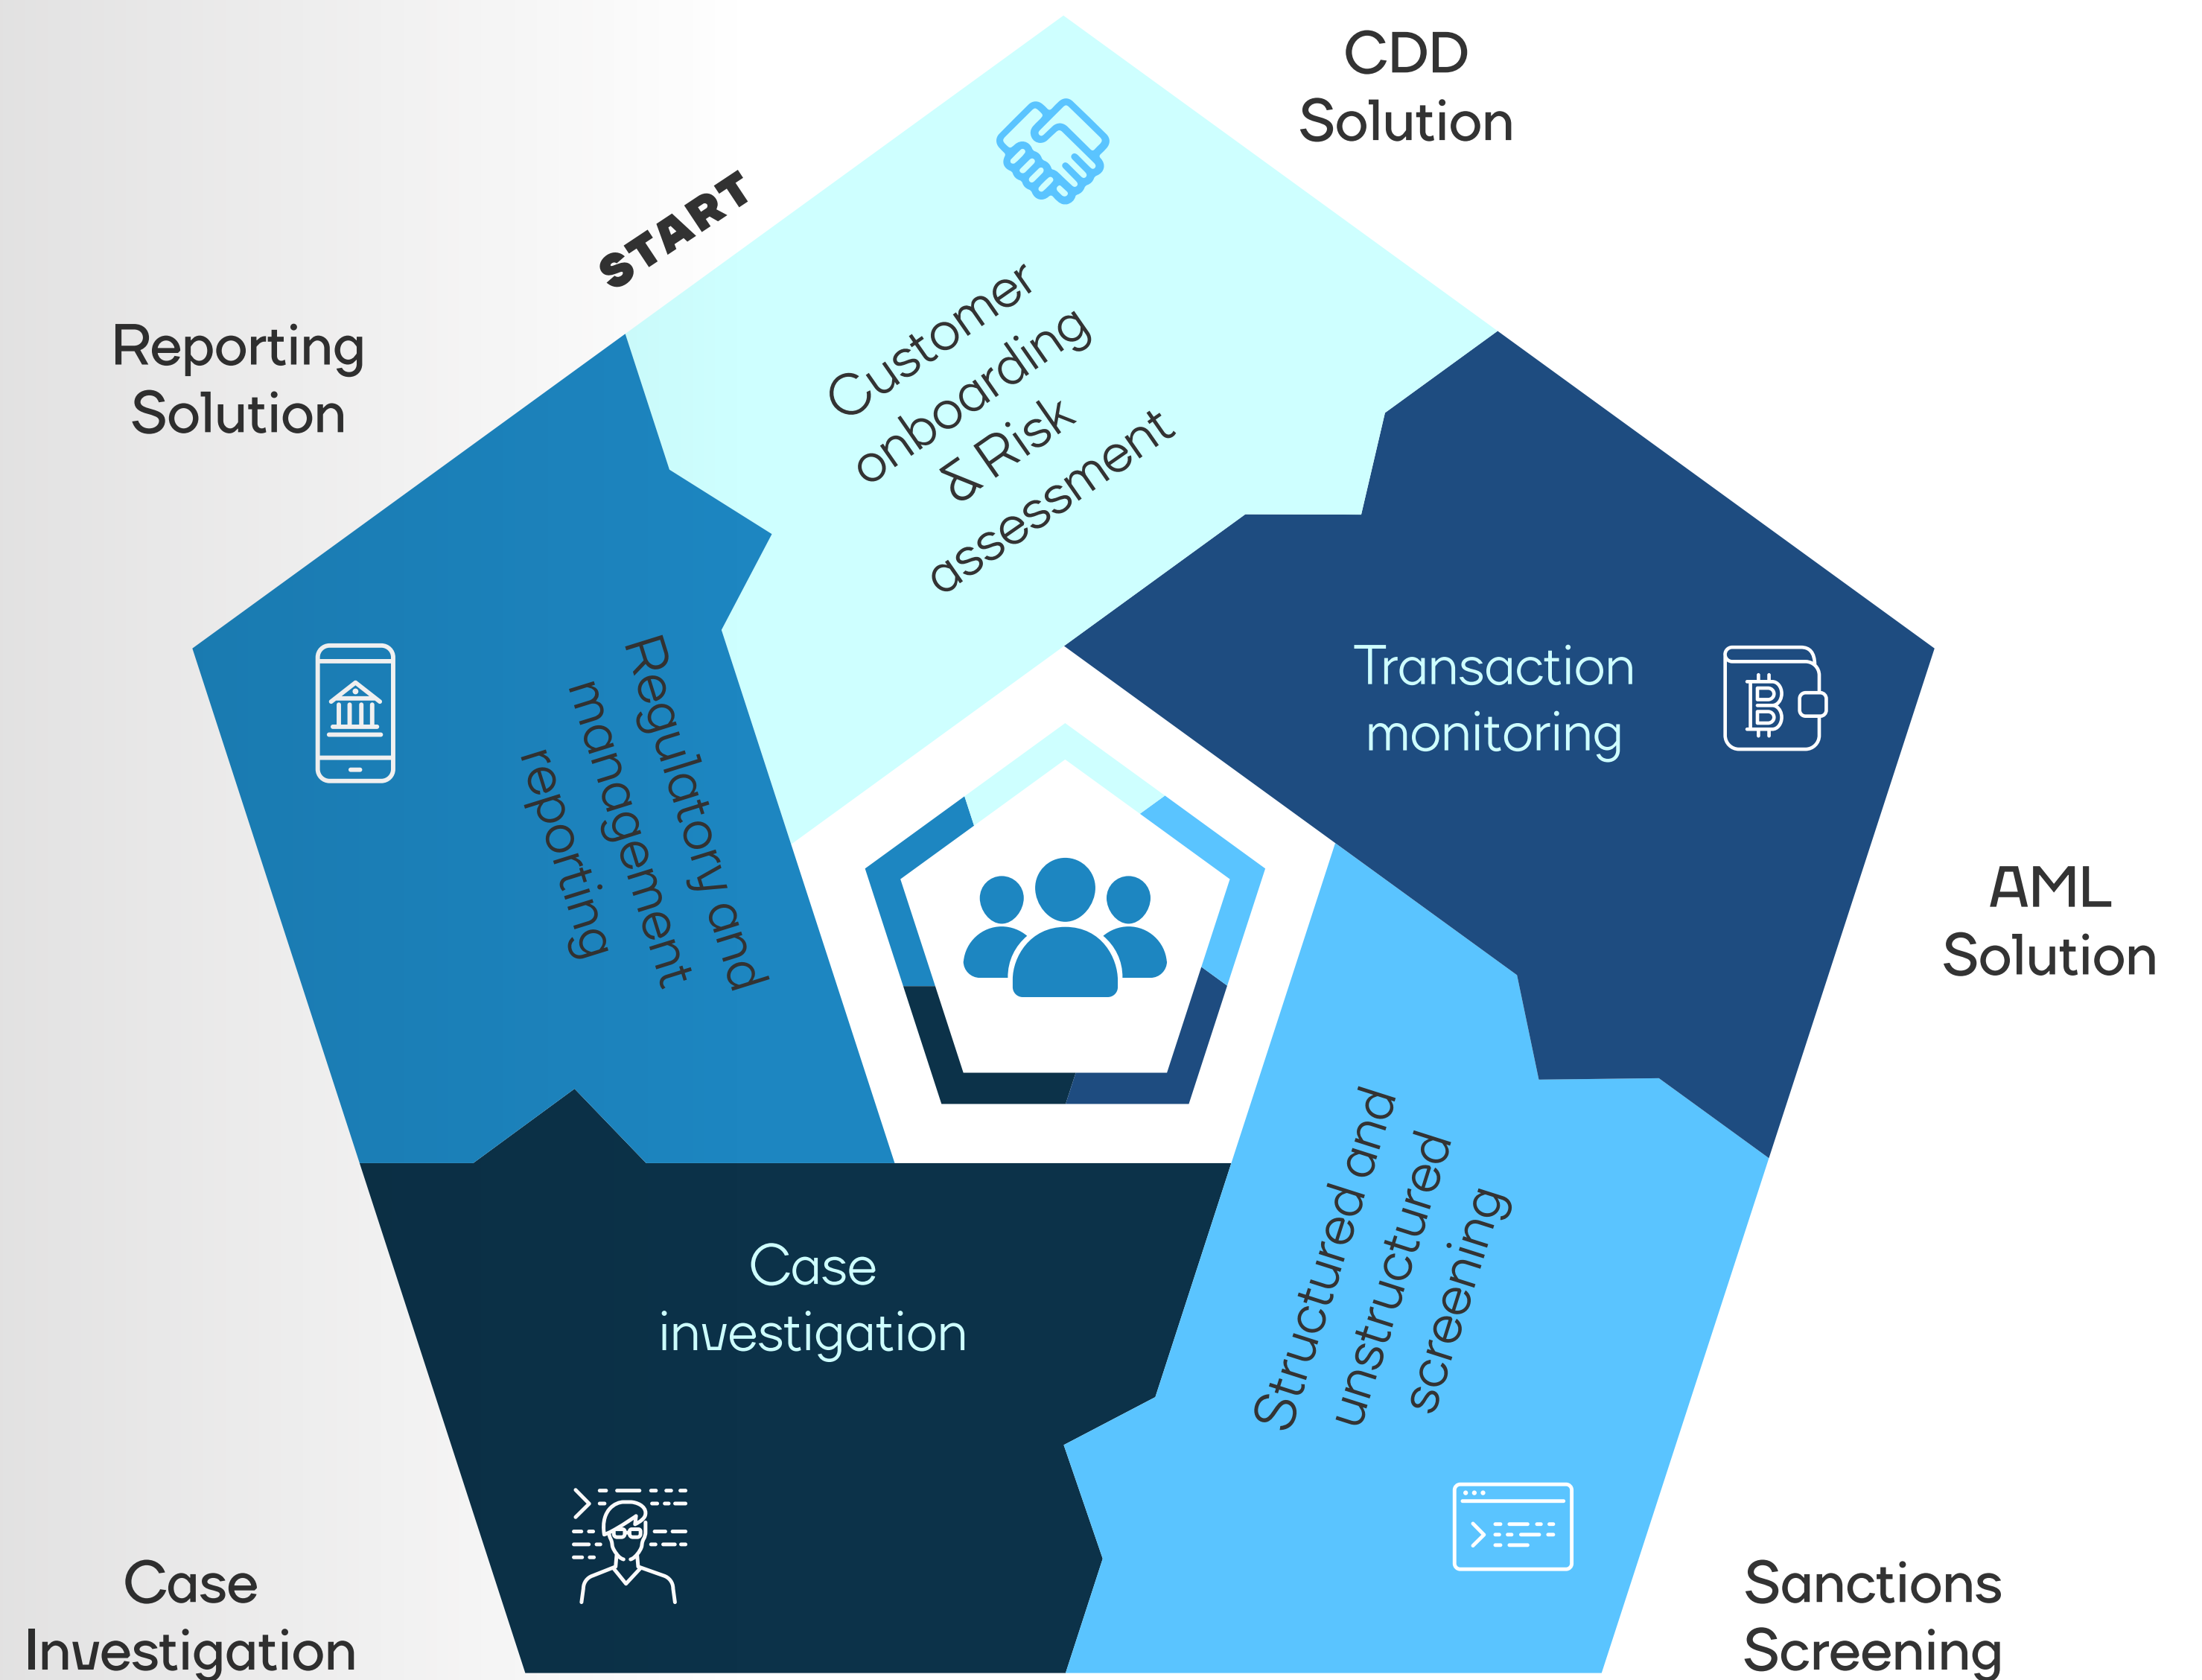 CDD
Solution
START
Customer
onboarding
& Risk
assessment
Reporting
Solution
Transaction
monitoring
Regulatory and
management
reporting
AML
Solution
Structured and
unstructured
screening
Case
investigation
Case
Investigation
Sanctions
Screening